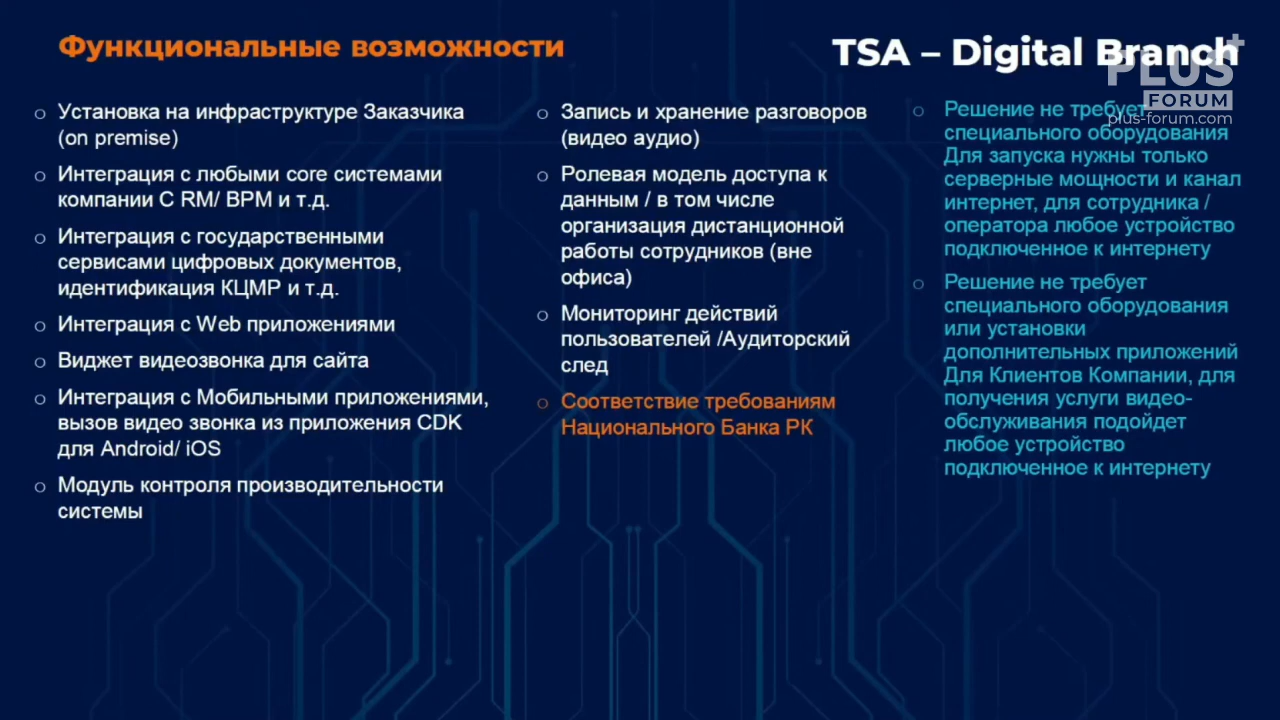 Функциональные возможности
TSA – Digital Branch
PLUS+
FORUM
plus-forum.com
Установка на инфраструктуре Заказчика
(on premise)
Интеграция с любыми core системами
компании C RM/ BPM и т.д.
Интеграция с государственными
сервисами цифровых документов,
идентификация КЦМР и т.д.
Интеграция с Web приложениями
Виджет видеозвонка для сайта
Интеграция с Мобильными приложениями,
вызов видео звонка из приложения CDK
для Android/ iOS
Модуль контроля производительности
системы
Запись и хранение разговоров
(видео аудио)
Ролевая модель доступа к
данным / в том числе
организация дистанционной
работы сотрудников (вне
офиса)
Мониторинг действий
пользователей /Аудиторский
след
Соответствие требованиям
Национального Банка РК
Решение не требует
специального оборудования
Для запуска нужны только
серверные мощности и канал
интернет, для сотрудника /
оператора любое устройство
подключенное к интернету
Решение не требует
специального оборудования
или установки
дополнительных приложений
Для Клиентов Компании, для
получения услуги видео-
обслуживания подойдет
любое устройство
подключенное к интернету